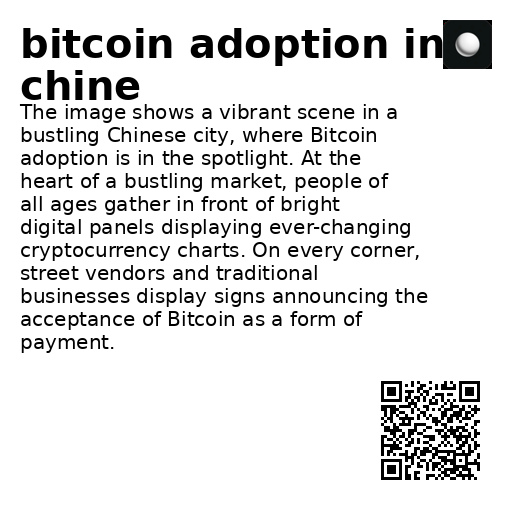 bitcoin adoption in
chine
The image shows a vibrant scene in a
bustling Chinese city, where Bitcoin
adoption is in the spotlight. At the
heart of a bustling market, people of
all ages gather in front of bright
digital panels displaying ever-changing
cryptocurrency charts. On every corner,
street vendors and traditional
businesses display signs announcing the
acceptance of Bitcoin as a form of
payment.